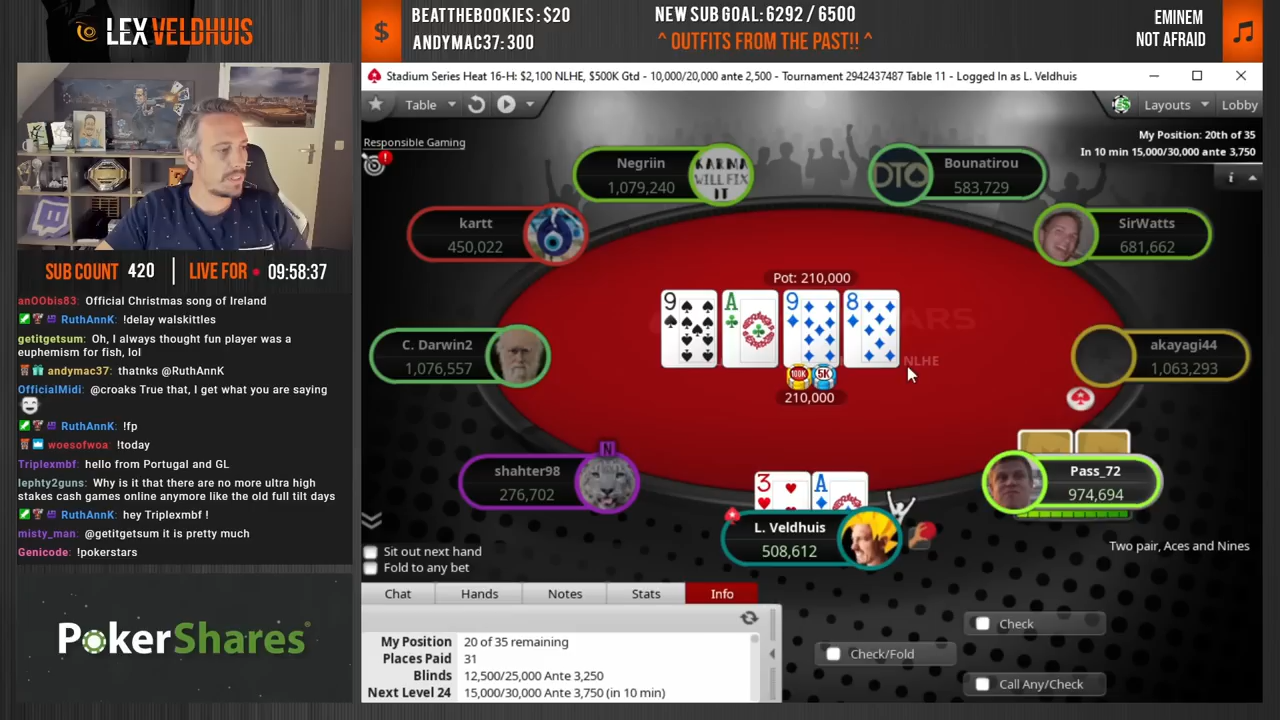 LEX VELDHUIS
$
BEATTHEBOOKIES : $20
ANDYMAC37: 300
NEW SUB GOAL: 6292 / 6500
^ OUTFITS FROM THE PAST!! ^
EMINEM
NOT AFRAID
Stadium Series Heat 16-H: $2,100 NLHE, $500K Gtd - 10,000/20,000 ante 2,500 - Tournament 2942437487 Table 11 - Logged In as L. Veldhuis
Table
Layouts
Lobby
Responsible Gaming
My Position: 20th of 35
In 10 min 15,000/30,000 ante 3,750
i
Negriin
1,079,240
KARMA
WILL FIX
IT
DTO
Bounatirou
583,729
kartt
450,022
SirWatts
681,662
Pot: 210,000
9
A
9
8
ARS
NLHE
C. Darwin2
1,076,557
akayagi44
1,063,293
100K
5K
210,000
N
shahter98
276,702
3
A
Pass_72
974,694
L. Veldhuis
508,612
Two pair, Aces and Nines
Sit out next hand
Fold to any bet
Chat
Hands
Notes
Stats
Info
My Position 20 of 35 remaining
Places Paid 31
Blinds 12,500/25,000 Ante 3,250
Next Level 24 15,000/30,000 Ante 3,750 (in 10 min)
Check
Check/Fold
Call Any/Check
SUB COUNT 420
LIVE FOR 09:58:37
anOObis83: Official Christmas song of Ireland
RuthAnnK: !delay walskittles
getitgetsum: Oh, I always thought fun player was a
euphemism for fish, lol
andymac37: thatnks @RuthAnnK
OfficialMidi: @croaks True that, I get what you are saying
RuthAnnK: !fp
woesofwoa: !today
Triplexmbf: hello from Portugal and GL
lephty2guns: Why is it that there are no more ultra high
stakes cash games online anymore like the old full tilt days
RuthAnnK: hey Triplexmbf !
misty_man: @getitgetsum it is pretty much
Genicode: !pokerstars
PokerShares